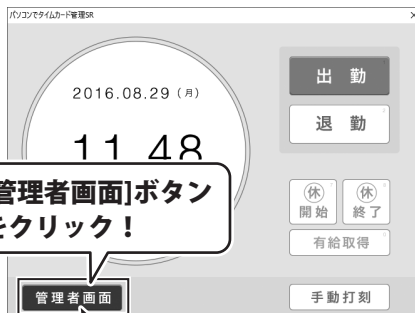 パソコンでタイムカード管理SR
2016.08.29（月）
11 48
出勤
退勤
管理者画面]ボタン
をクリック！
休 開始
休 終了
有給取得
管理者画面
手動打刻